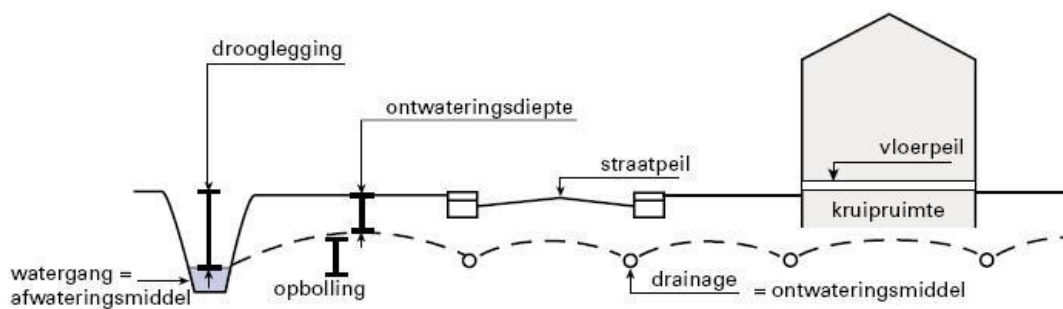 drooglegging
ontwateringsdiepte
straatpeil
vloerpeil
kruipruimte
watergang =
afwateringsmiddel
opbolling
drainage = ontwateringsmiddel